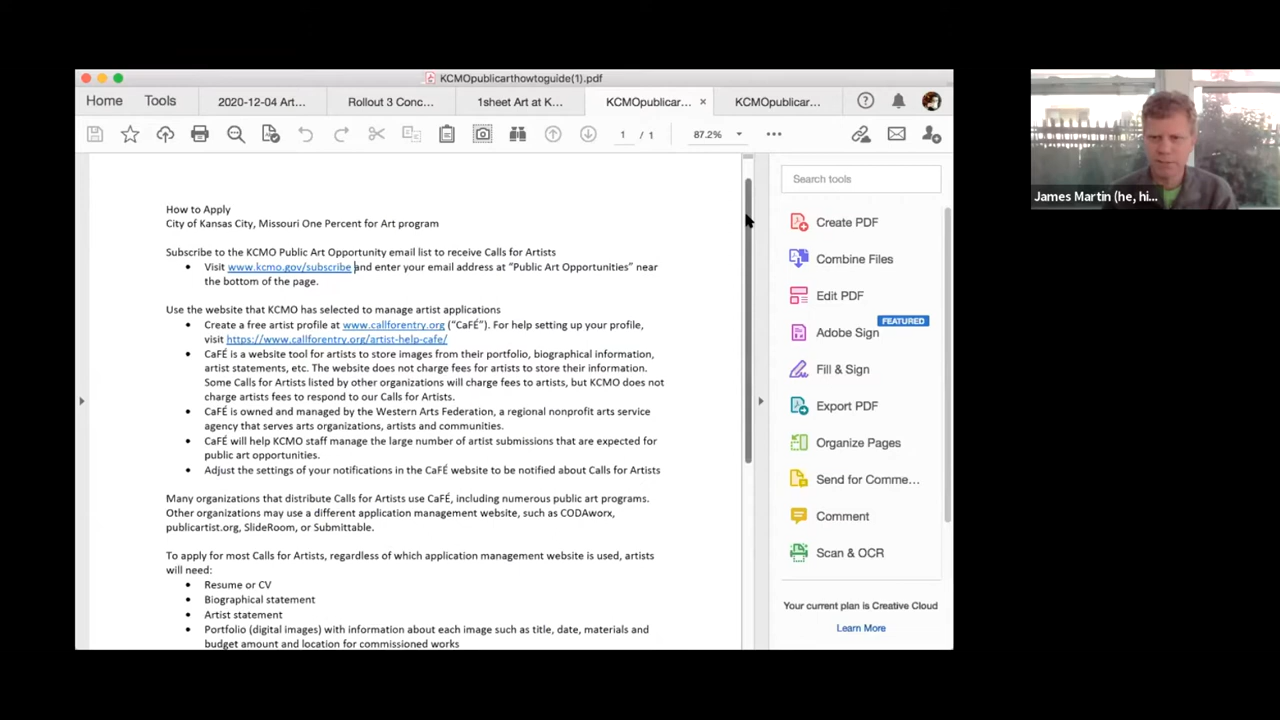 KCMOpublicarthowtoguide(1).pdf
Home Tools 2020-12-04 Art... Rollout 3 Conc... 1sheet Art at K... KCMOpublicar... × KCMOpublicar...
1 / 1 87.2%
How to Apply
City of Kansas City, Missouri One Percent for Art program
Subscribe to the KCMO Public Art Opportunity email list to receive Calls for Artists
• Visit www.kcmo.gov/subscribe and enter your email address at “Public Art Opportunities” near
the bottom of the page.
Use the website that KCMO has selected to manage artist applications
• Create a free artist profile at www.callforentry.org (“CaFÉ”). For help setting up your profile,
visit https://www.callforentry.org/artist-help-cafe/
• CaFÉ is a website tool for artists to store images from their portfolio, biographical information,
artist statements, etc. The website does not charge fees for artists to store their information.
Some Calls for Artists listed by other organizations will charge fees to artists, but KCMO does not
charge artists fees to respond to our Calls for Artists.
• CaFÉ is owned and managed by the Western Arts Federation, a regional nonprofit arts service
agency that serves arts organizations, artists and communities.
• CaFÉ will help KCMO staff manage the large number of artist submissions that are expected for
public art opportunities.
• Adjust the settings of your notifications in the CaFÉ website to be notified about Calls for Artists
Many organizations that distribute Calls for Artists use CaFÉ, including numerous public art programs.
Other organizations may use a different application management website, such as CODAworx,
publicartist.org, SlideRoom, or Submittable.
To apply for most Calls for Artists, regardless of which application management website is used, artists
will need:
• Resume or CV
• Biographical statement
• Artist statement
• Portfolio (digital images) with information about each image such as title, date, materials and
budget amount and location for commissioned works
Search tools
Create PDF
Combine Files
Edit PDF
FEATURED
Adobe Sign
Fill & Sign
Export PDF
Organize Pages
Send for Comme...
Comment
Scan & OCR
Your current plan is Creative Cloud
Learn More
James Martin (he, hi...